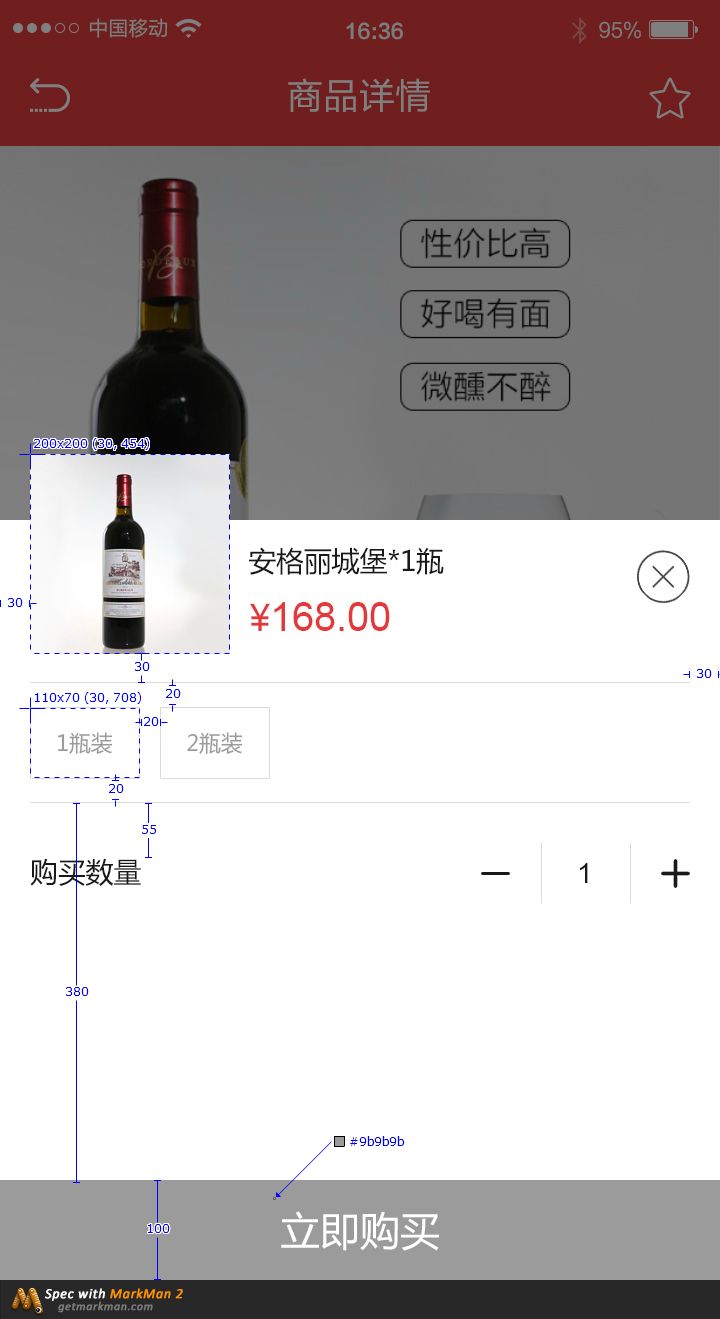 中国移动 16:36 95%
商品详情
性价比高
好喝有面
微醺不醉
200x200 (30, 454)
安格丽城堡*1瓶
¥168.00
30
30
30
110x70 (30, 708)
20
20
1瓶装 2瓶装
20
55
购买数量 1
380
#9b9b9b
100
立即购买
Spec with MarkMan 2
getmarkman.com